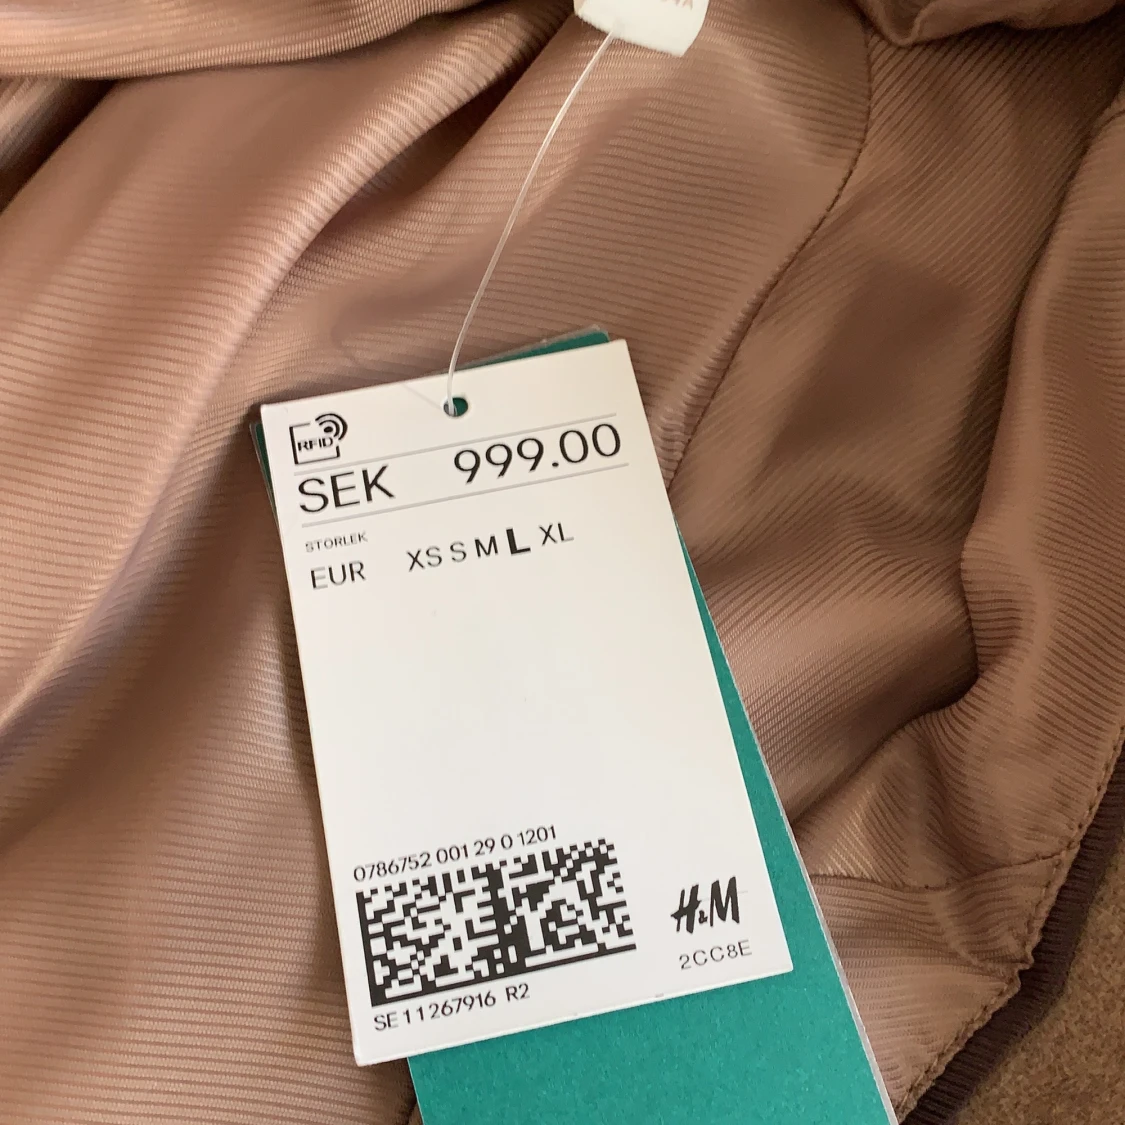 RFID
SEK 999.00
STORLEK
EUR XS S M L XL
0786752 001 29 0 1201
H&M
2CC8E
SE 11267916 R2